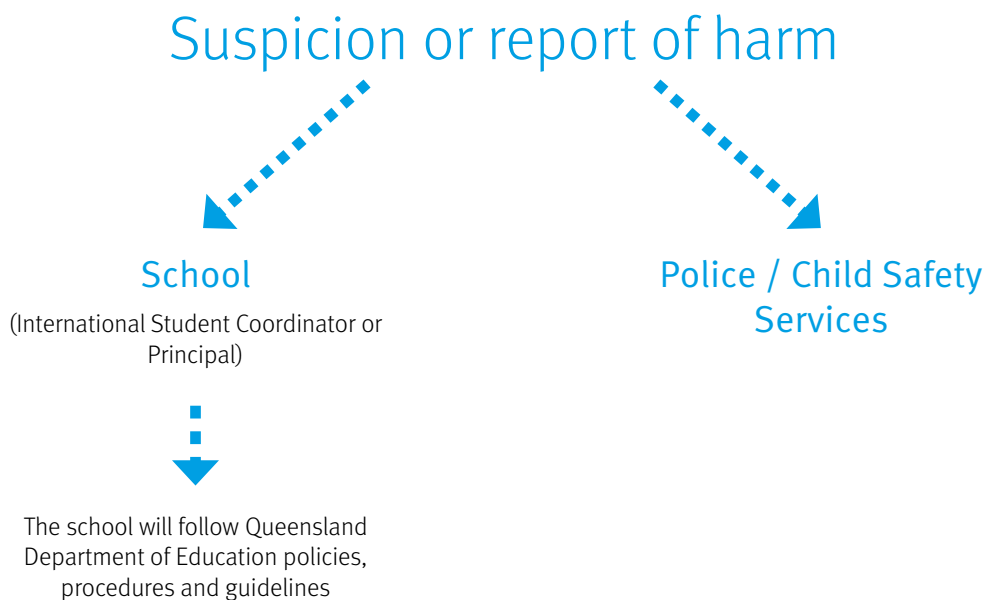 Suspicion or report of harm
School
(International Student Coordinator or
Principal)
The school will follow Queensland
Department of Education policies,
procedures and guidelines
Police / Child Safety
Services